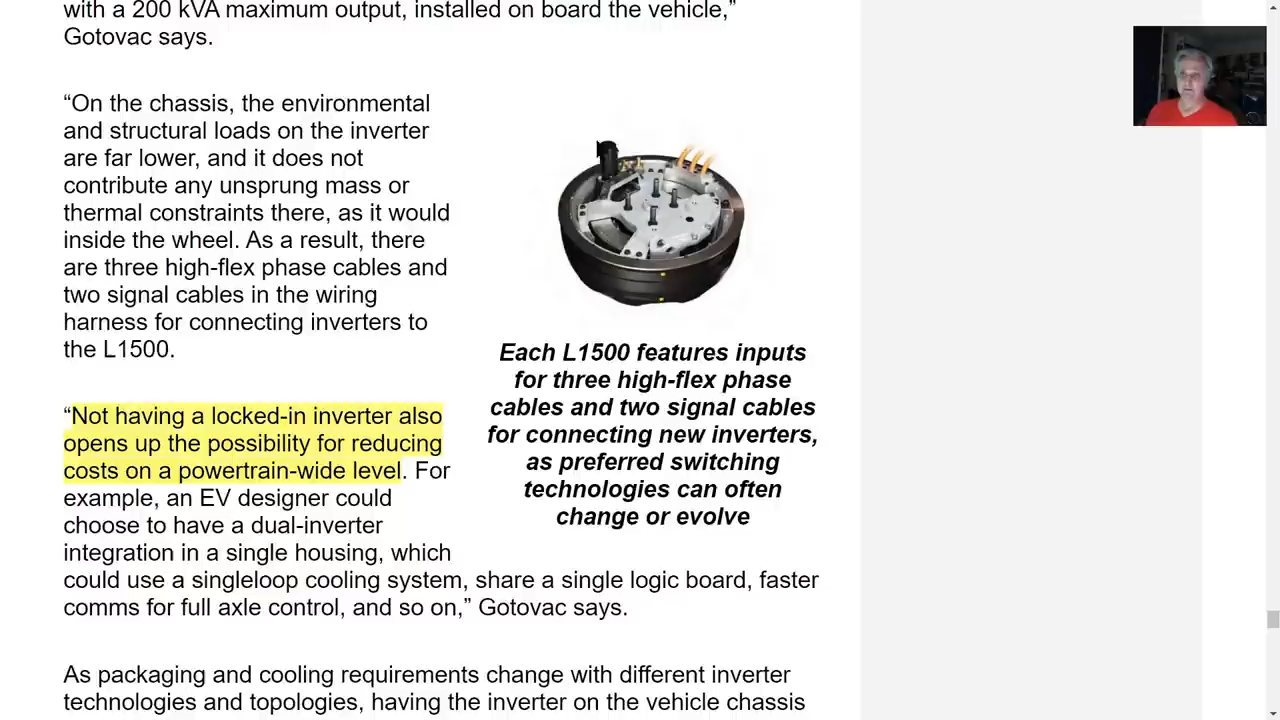 with a 200 kVA maximum output, installed on board the vehicle,”
Gotovac says.
“On the chassis, the environmental
and structural loads on the inverter
are far lower, and it does not
contribute any unsprung mass or
thermal constraints there, as it would
inside the wheel. As a result, there
are three high-flex phase cables and
two signal cables in the wiring
harness for connecting inverters to
the L1500.
“Not having a locked-in inverter also
opens up the possibility for reducing
costs on a powertrain-wide level. For
example, an EV designer could
choose to have a dual-inverter
integration in a single housing, which
could use a singleloop cooling system, share a single logic board, faster
comms for full axle control, and so on,” Gotovac says.
Each L1500 features inputs
for three high-flex phase
cables and two signal cables
for connecting new inverters,
as preferred switching
technologies can often
change or evolve
As packaging and cooling requirements change with different inverter
technologies and topologies, having the inverter on the vehicle chassis